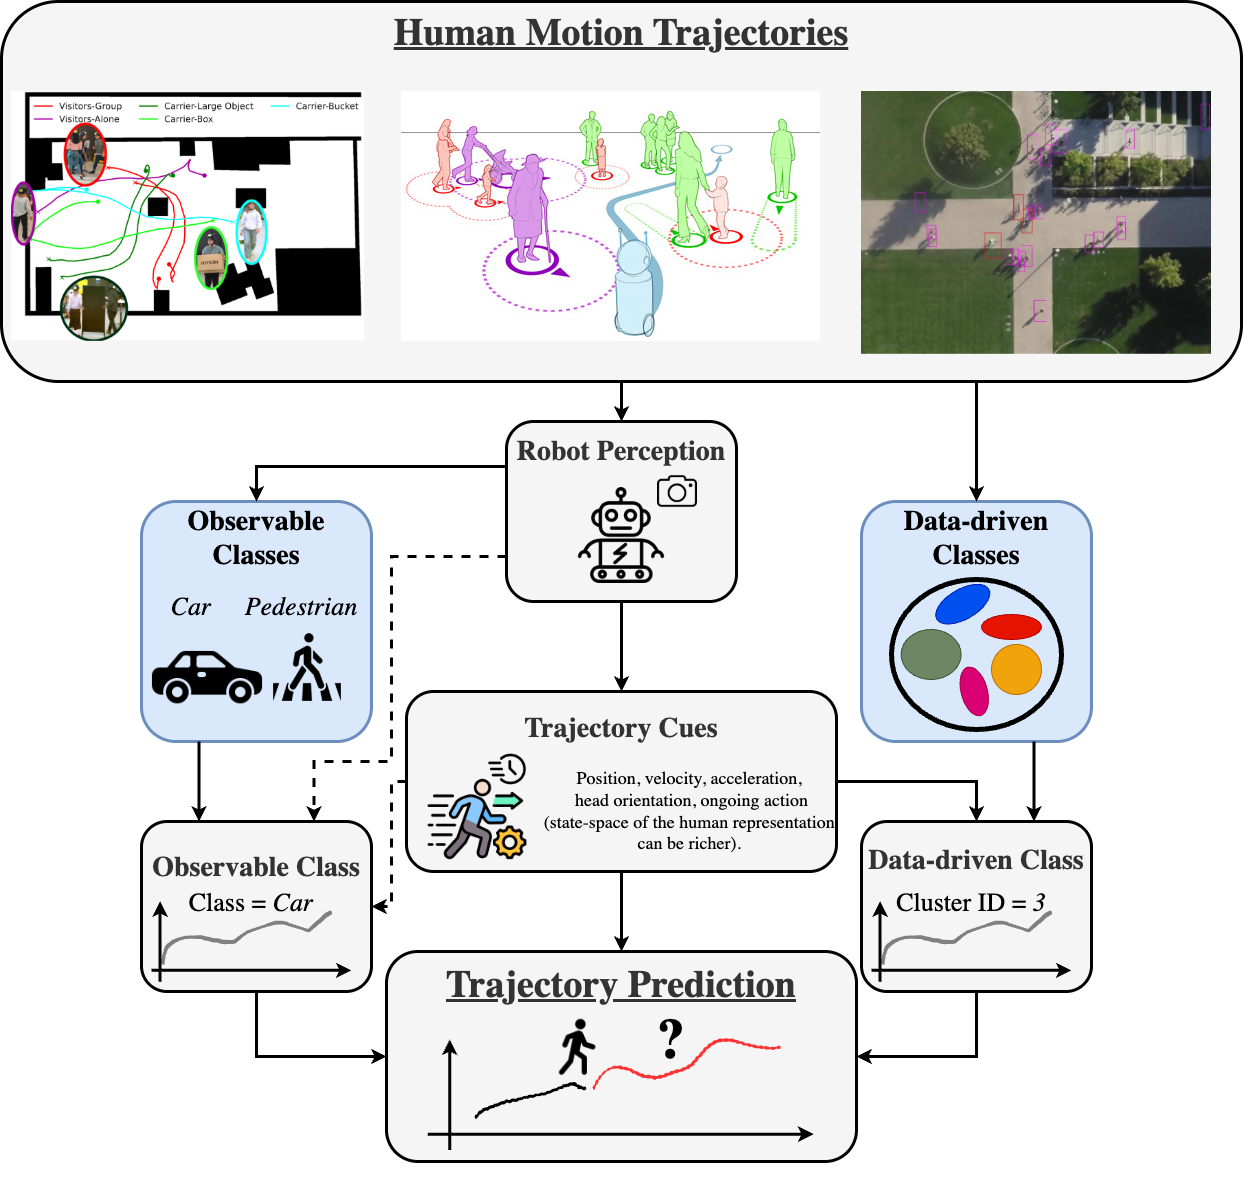 Human Motion Trajectories
Visitors-Group
Carrier-Large Object
Carrier-Bucket
Visitors-Alone
Carrier-Box
Robot Perception
Observable
Classes
Car
Pedestrian
Data-driven
Classes
Trajectory Cues
Position, velocity, acceleration,
head orientation, ongoing action
(state-space of the human representation
can be richer).
Observable Class
Class = Car
Data-driven Class
Cluster ID = 3
Trajectory Prediction
?